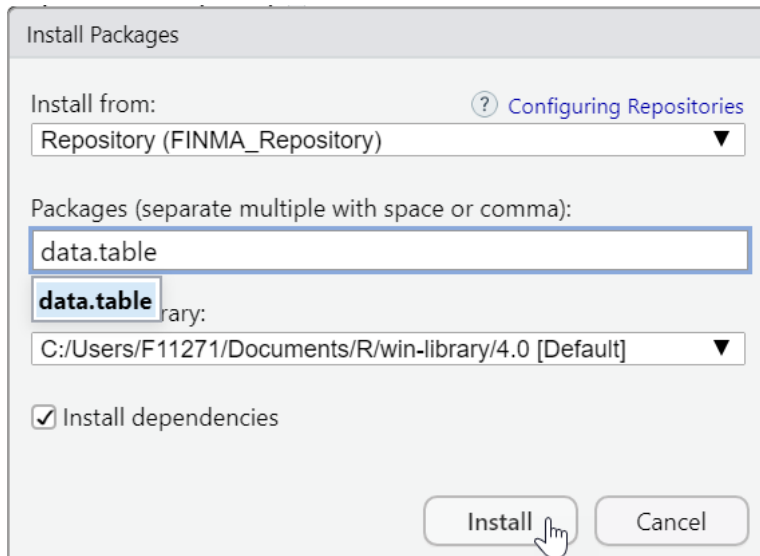 Install Packages
Install from:
? Configuring Repositories
Repository (FINMA_Repository)
Packages (separate multiple with space or comma):
data.table
data.table
rary:
C:/Users/F11271/Documents/R/win-library/4.0 [Default]
Install dependencies
Install
Cancel